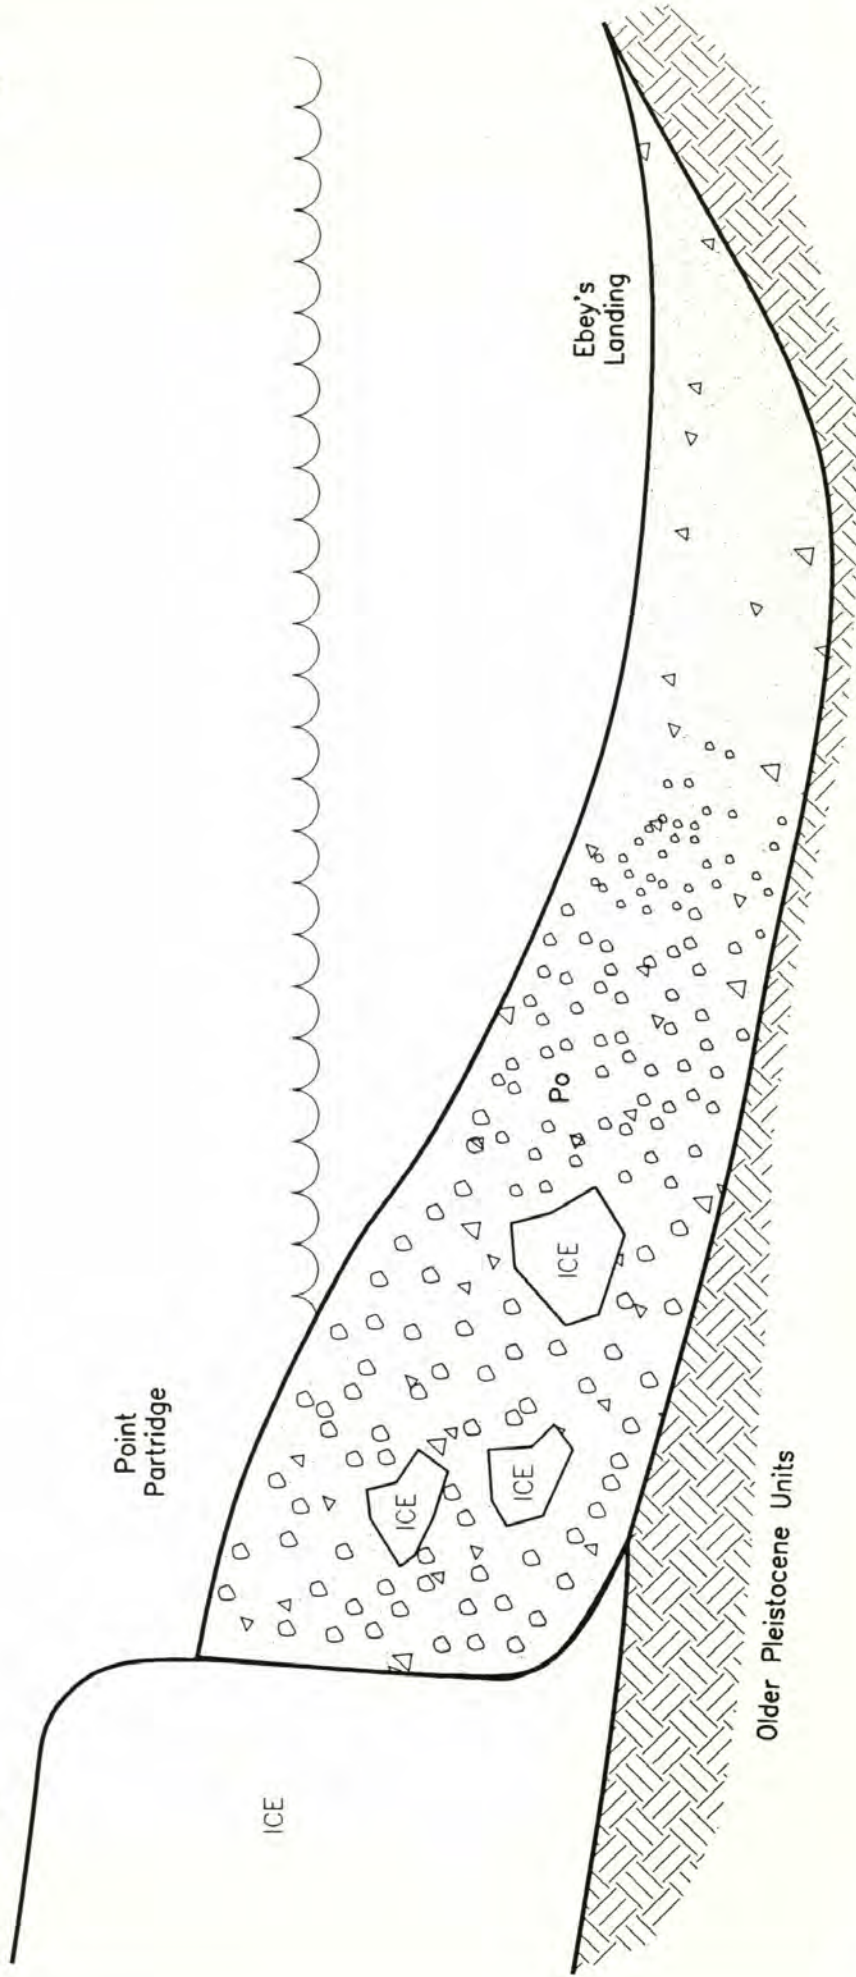 Point
Partridge
Ebey's
Landing
ICE
ICE
ICE
ICE
Po
Older Pleistocene Units